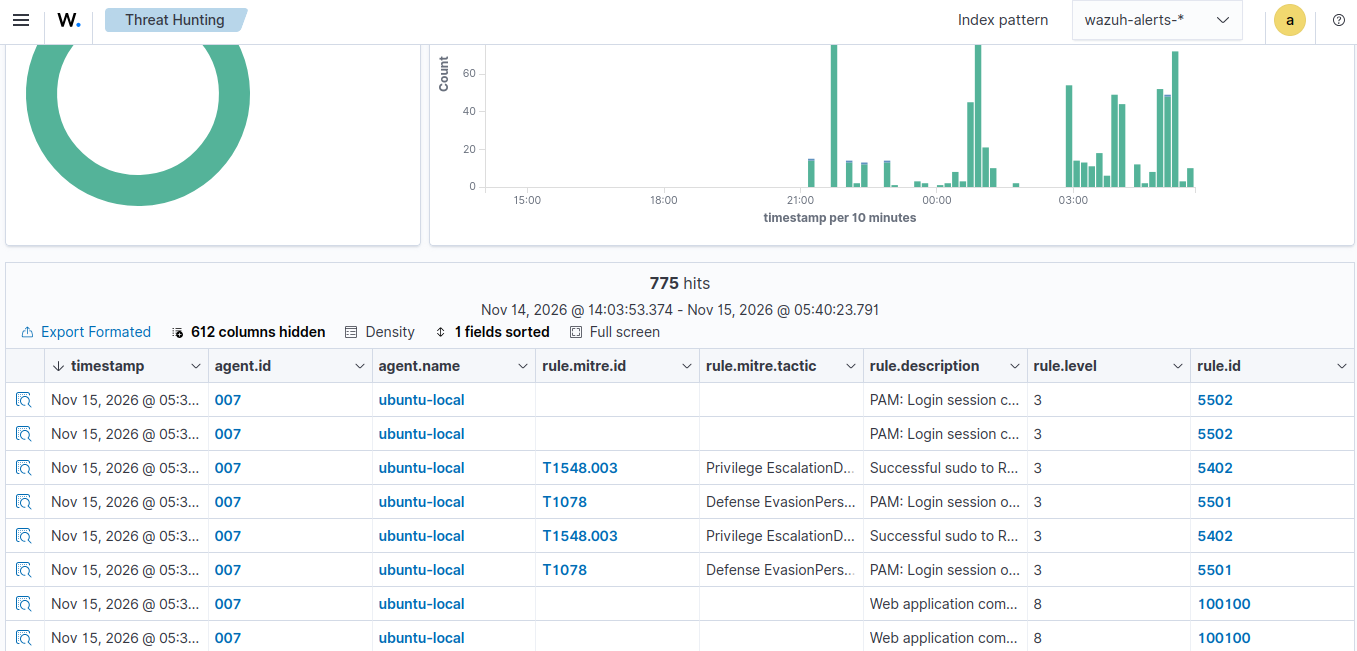 W. Threat Hunting Index pattern wazuh-alerts-* a
Count
60
40
20
0
15:00 18:00 21:00 00:00 03:00
timestamp per 10 minutes
775 hits
Nov 14, 2026 @ 14:03:53.374 - Nov 15, 2026 @ 05:40:23.791
Export Formated 612 columns hidden Density 1 fields sorted Full screen
timestamp agent.id agent.name rule.mitre.id rule.mitre.tactic rule.description rule.level rule.id
Nov 15, 2026 @ 05:3... 007 ubuntu-local PAM: Login session c... 3 5502
Nov 15, 2026 @ 05:3... 007 ubuntu-local PAM: Login session c... 3 5502
Nov 15, 2026 @ 05:3... 007 ubuntu-local T1548.003 Privilege EscalationD... Successful sudo to R... 3 5402
Nov 15, 2026 @ 05:3... 007 ubuntu-local T1078 Defense EvasionPers... PAM: Login session o... 3 5501
Nov 15, 2026 @ 05:3... 007 ubuntu-local T1548.003 Privilege EscalationD... Successful sudo to R... 3 5402
Nov 15, 2026 @ 05:3... 007 ubuntu-local T1078 Defense EvasionPers... PAM: Login session o... 3 5501
Nov 15, 2026 @ 05:3... 007 ubuntu-local Web application com... 8 100100
Nov 15, 2026 @ 05:3... 007 ubuntu-local Web application com... 8 100100